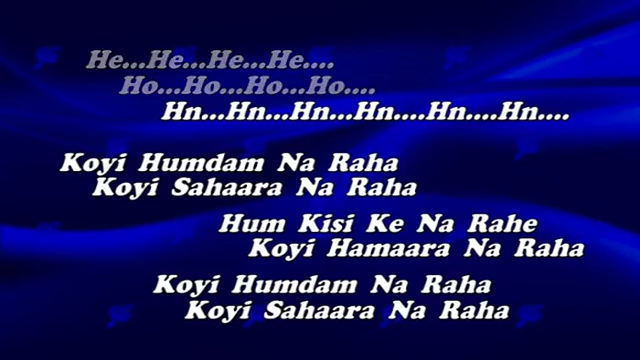 He...He...He...He....
Ho...Ho...Ho...Ho....
Hn...Hn...Hn...Hn....Hn....Hn....
Koyi Humdam Na Raha
Koyi Sahaara Na Raha
Hum Kisi Ke Na Rahe
Koyi Hamaara Na Raha
Koyi Humdam Na Raha
Koyi Sahaara Na Raha